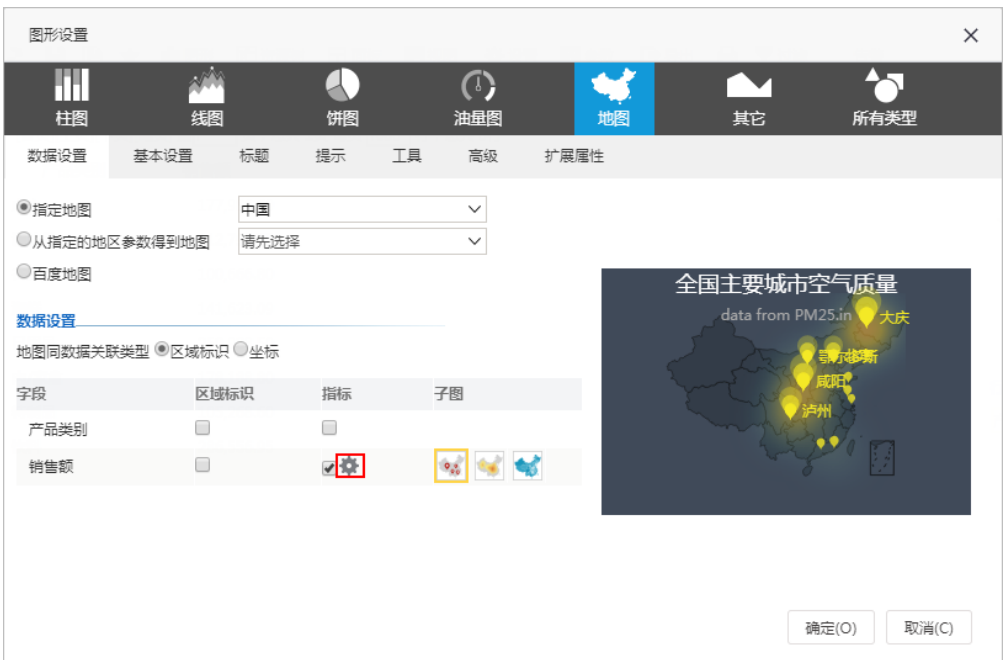 图形设置
柱图 线图 饼图 油量图 地图 其它 所有类型
数据设置 基本设置 标题 提示 工具 高级 扩展属性
指定地图 中国
从指定的地区参数得到地图 请先选择
百度地图
全国主要城市空气质量
data from PM25.in
大庆
数据设置
地图同数据关联类型 区域标识 坐标
咸阳
泸州
字段 区域标识 指标 子图
产品类别
销售额
确定(O) 取消(C)